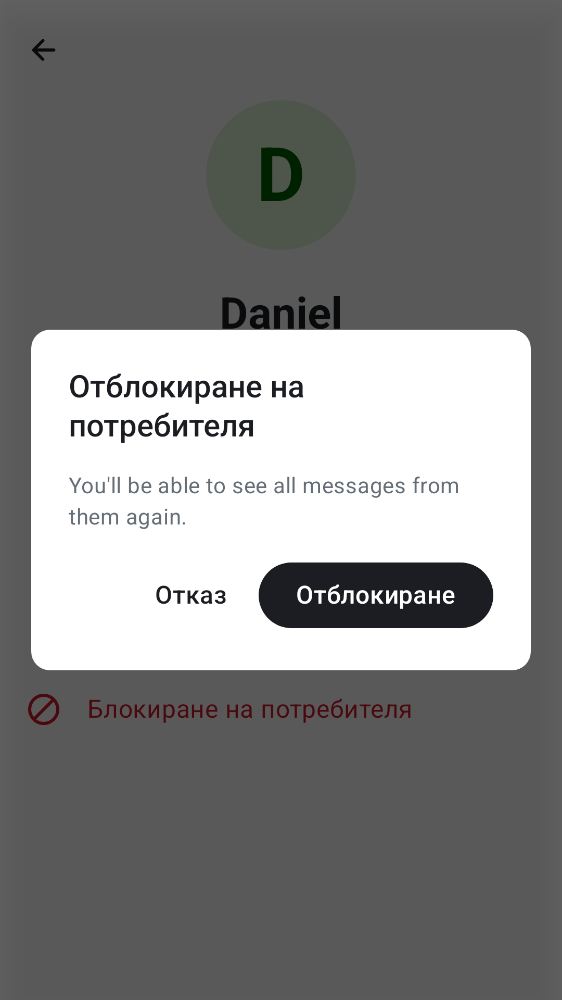 D
Daniel
Отблокиране на
потребителя
You'll be able to see all messages from
them again.
Отказ
Отблокиране
Блокиране на потребителя